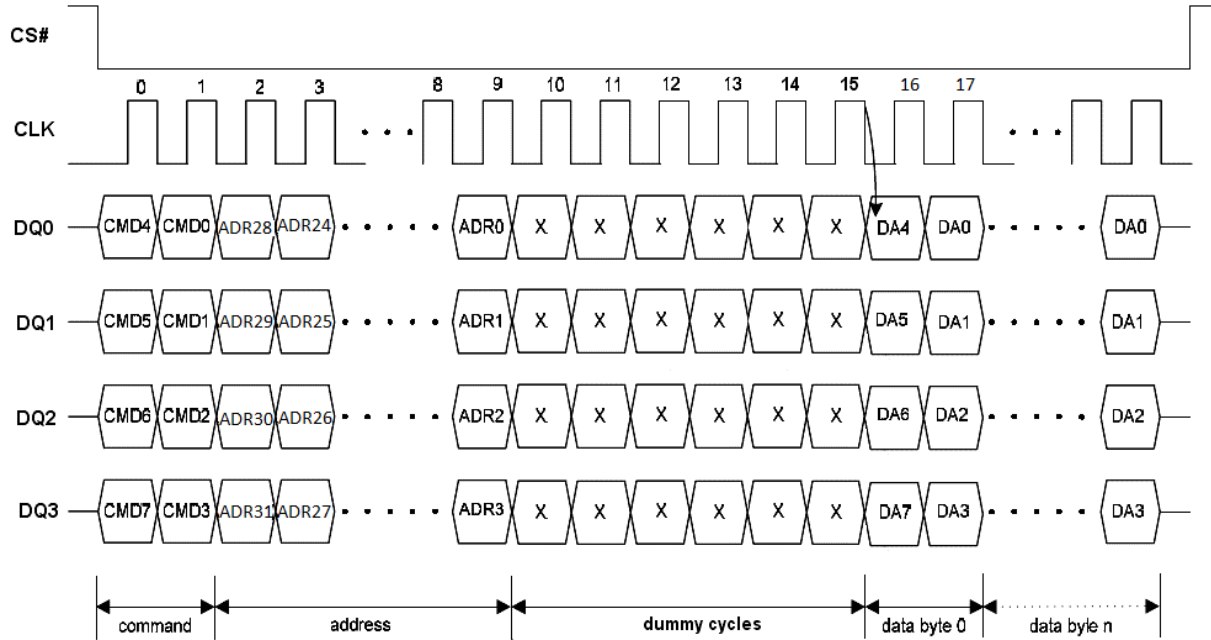 CS#
0 1 2 3 8 9 10 11 12 13 14 15 16 17
CLK
DQ0 CMD4 CMD0 ADR28 ADR24 ADR0 X X X X X X DA4 DA0 DA0
DQ1 CMD5 CMD1 ADR29 ADR25 ADR1 X X X X X X DA5 DA1 DA1
DQ2 CMD6 CMD2 ADR30 ADR26 ADR2 X X X X X X DA6 DA2 DA2
DQ3 CMD7 CMD3 ADR31 ADR27 ADR3 X X X X X X DA7 DA3 DA3
command address dummy cycles data byte 0 data byte n